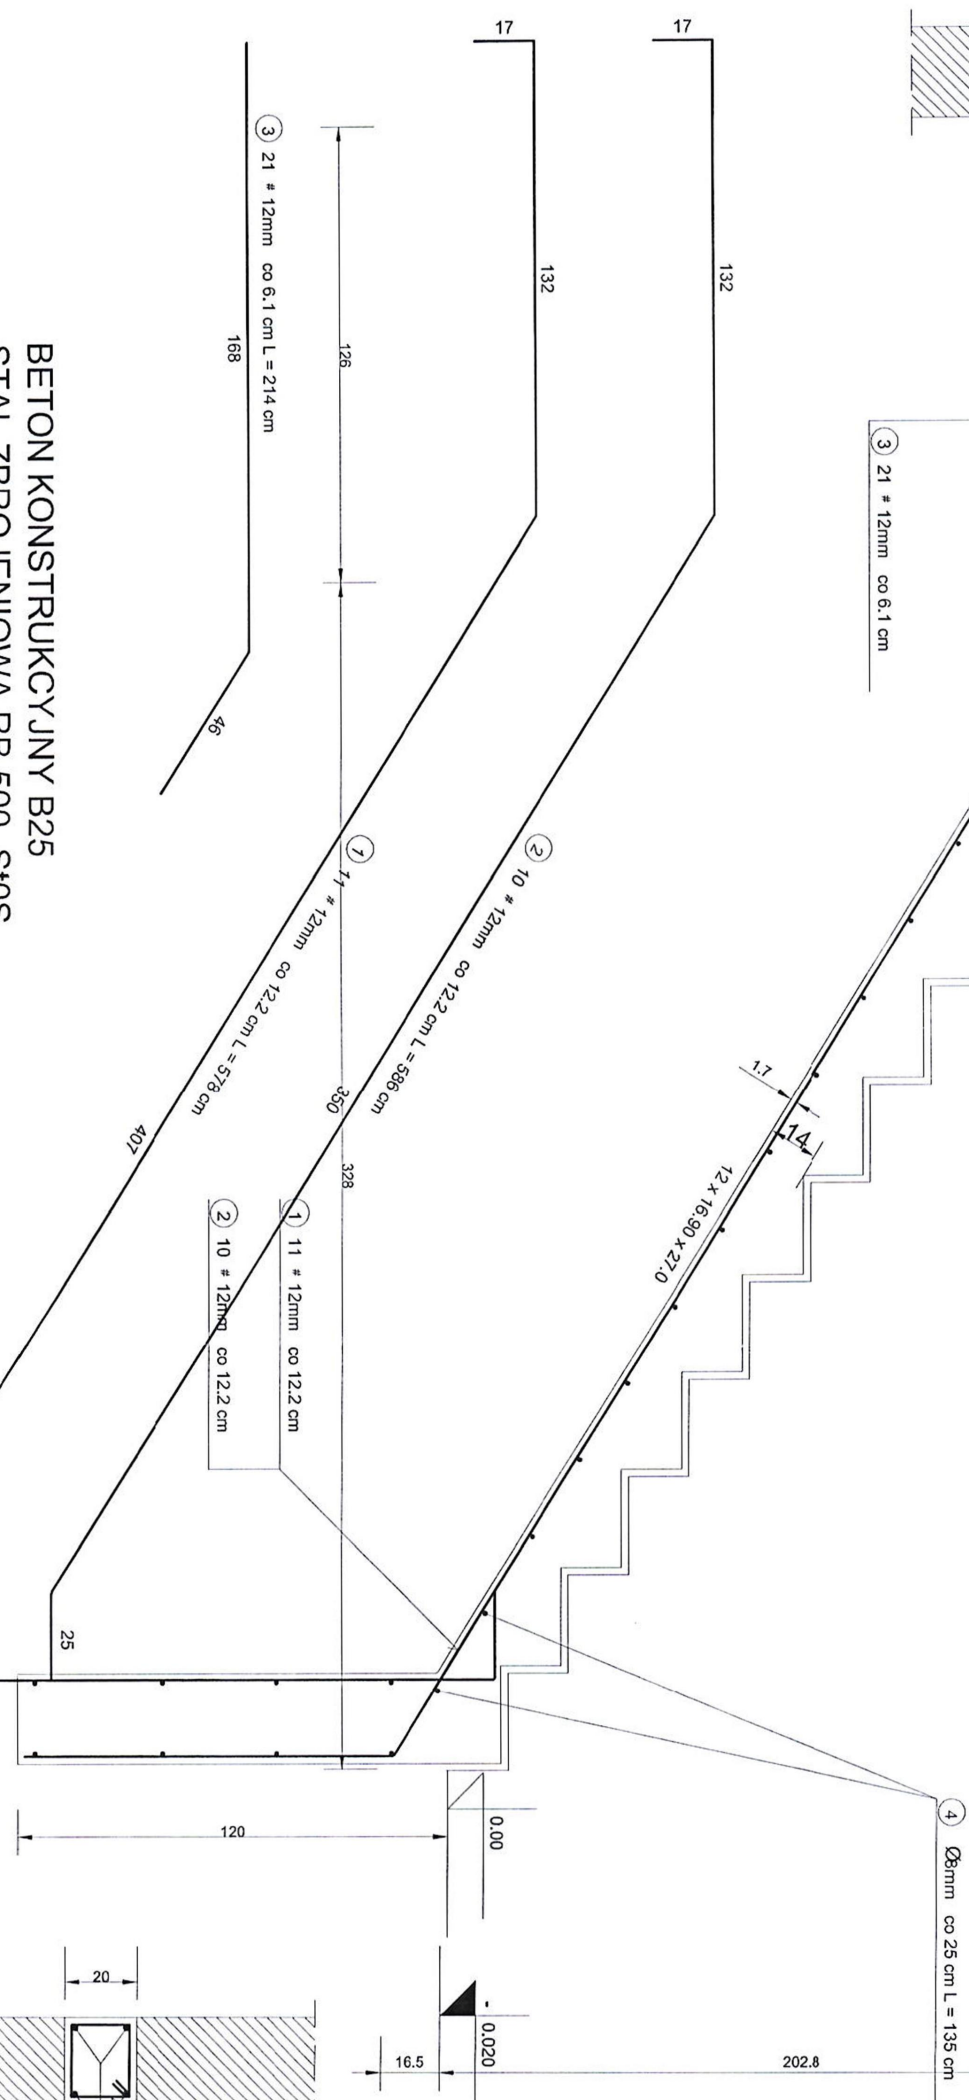 17
17
132
132
③ 21 # 12mm co 6.1 cm L = 214 cm
168
126
46
③ 21 # 12mm co 6.1 cm
② 10 # 12mm co 12.2 cm L = 586 cm
350
① 11 # 12mm co 12.2 cm L = 578 cm
407
328
1.7
14
12 x 16.90 x 27.0
① 11 # 12mm co 12.2 cm
② 10 # 12mm co 12.2 cm
25
120
0.00
④ Ø8mm co 25 cm L = 135 cm
20
- 0.020
16.5
202.8
BETON KONSTRUKCYJNY B25